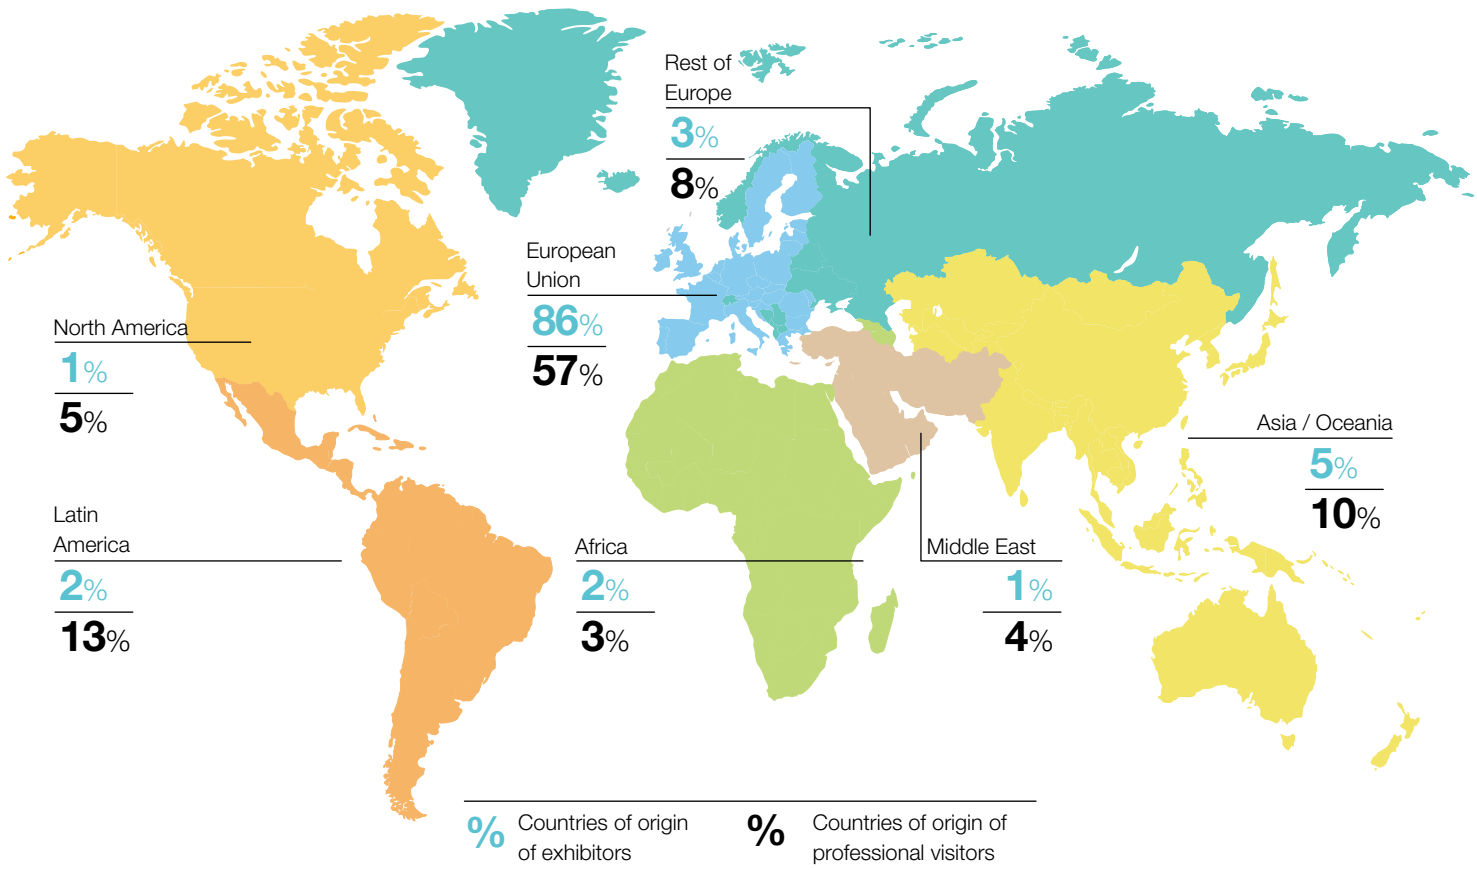 Rest of
Europe
3%
8%
European
Union
86%
57%
North America
1%
5%
Asia / Oceania
5%
10%
Latin
America
2%
13%
Africa
2%
3%
Middle East
1%
4%
% Countries of origin
of exhibitors
% Countries of origin of
professional visitors